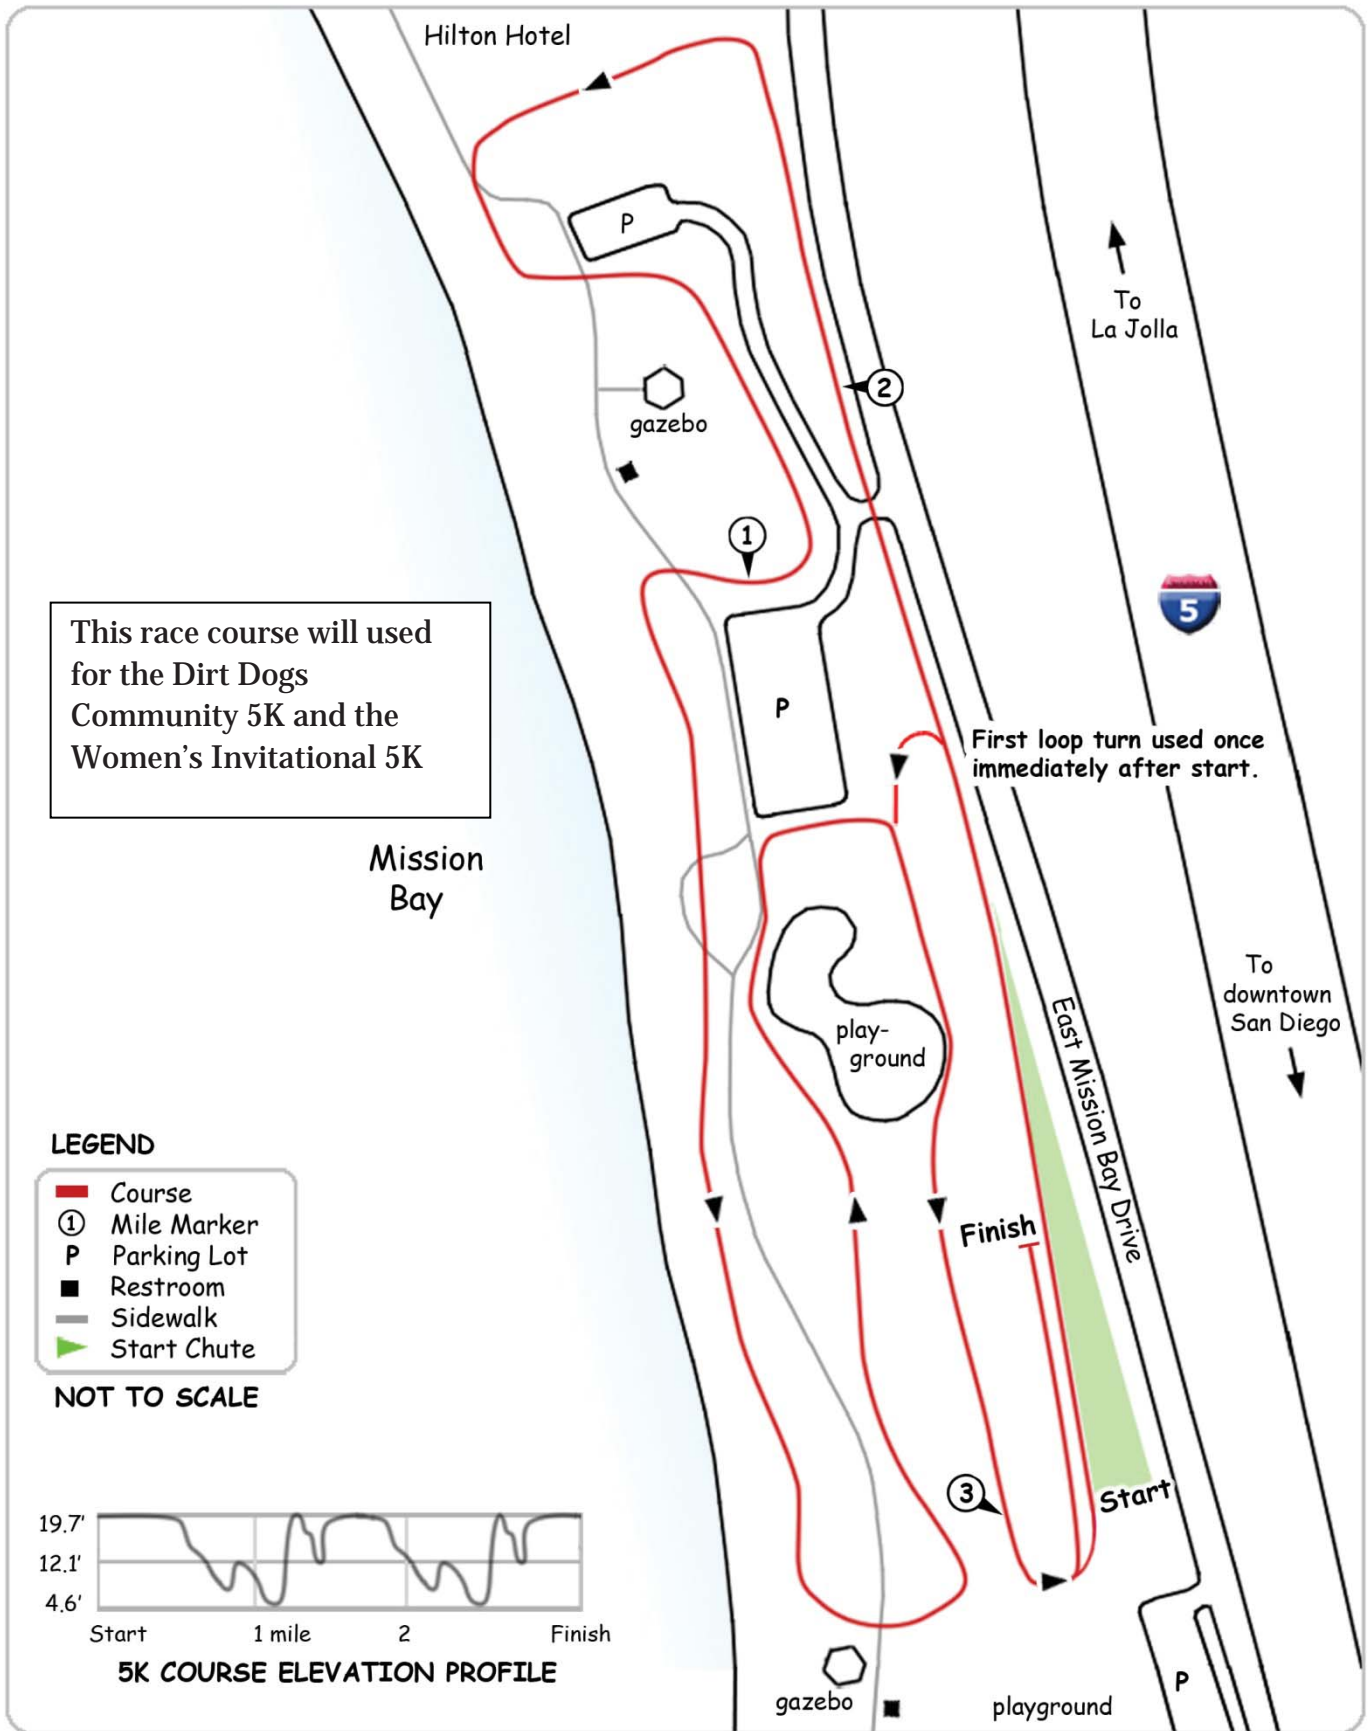 Hilton Hotel
P
To
La Jolla
2
gazebo
1
5
This race course will used
for the Dirt Dogs
Community 5K and the
Women's Invitational 5K
P
First loop turn used once
immediately after start.
Mission
Bay
To
downtown
San Diego
play-
ground
East Mission Bay Drive
LEGEND
Course
1 Mile Marker
P Parking Lot
Restroom
Sidewalk
Start Chute
NOT TO SCALE
Finish
3
Start
19.7'
12.1'
4.6'
Start 1 mile 2 Finish
5K COURSE ELEVATION PROFILE
gazebo
playground
P